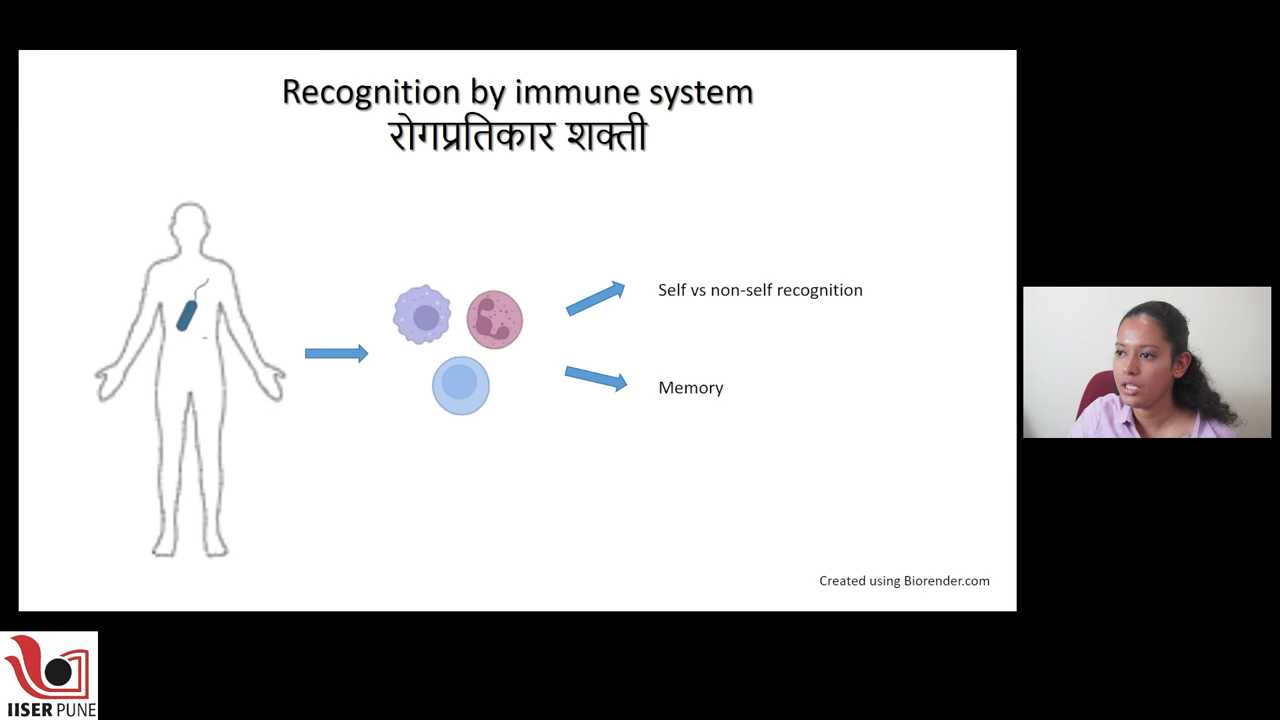 Recognition by immune system
रोगप्रतिकार शक्ती
Self vs non-self recognition
Memory
Created using Biorender.com
IISER PUNE